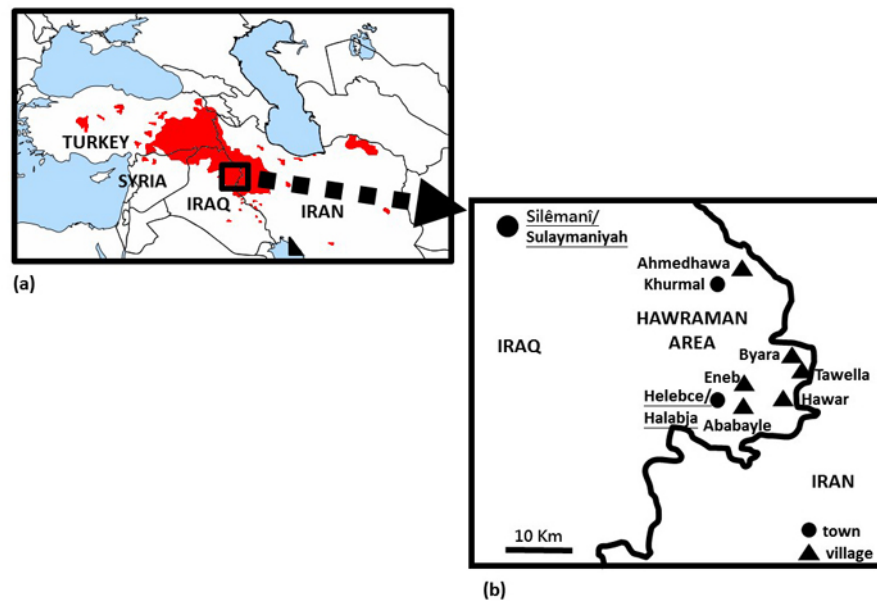 TURKEY
SYRIA
IRAQ
IRAN
(a)
Silêmanî/
Sulaymaniyah
Ahmedhawa
Khurmal
HAWRAMAN
AREA
IRAQ
Byara
Tawella
Eneb
Hawar
Helebce/
Halabja
Ababayle
IRAN
10 Km
town
village
(b)